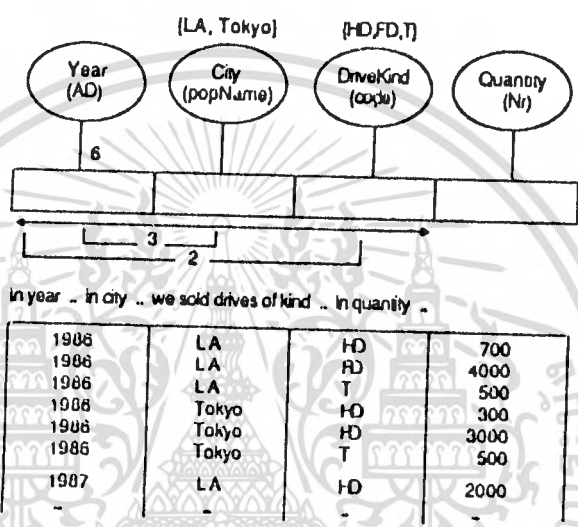 {LA, Tokyo} {HD,FD,T}
Year City DriveKind Quantity
(AD) (popName) (code) (Nr)
6
3
2
in year .. in city .. we sold drives of kind .. in quantity ..
1986 LA HD 700
1986 LA FD 4000
1986 LA T 500
1986 Tokyo HD 300
1986 Tokyo HD 3000
1986 Tokyo T 500
1987 LA HD 2000
- - - -